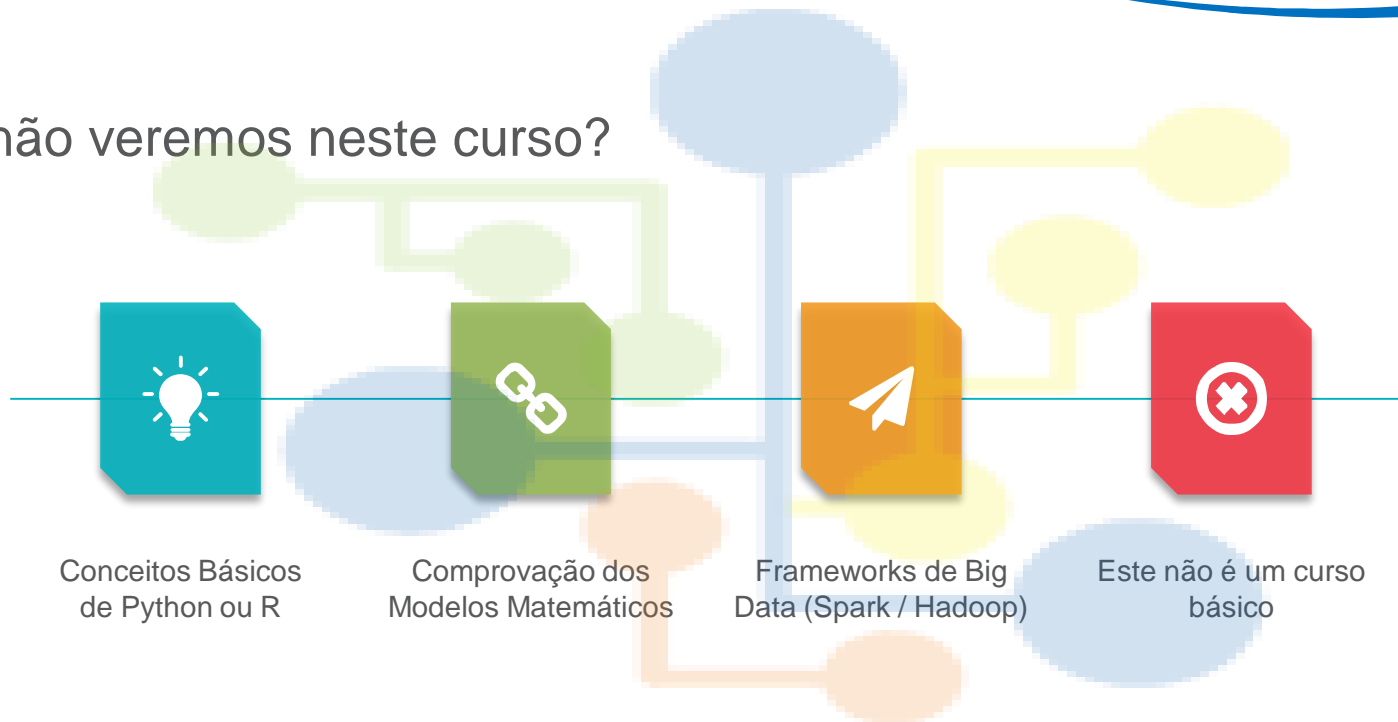 não veremos neste curso?
Conceitos Básicos
de Python ou R
Comprovação dos
Modelos Matemáticos
Frameworks de Big
Data (Spark / Hadoop)
Este não é um curso
básico